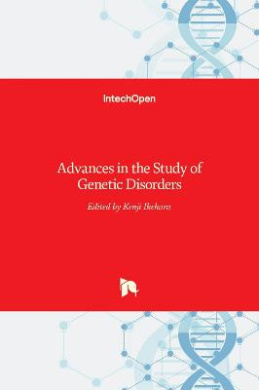 IntechOpen
Advances in the Study of
Genetic Disorders
Edited by Kenji Ikehara